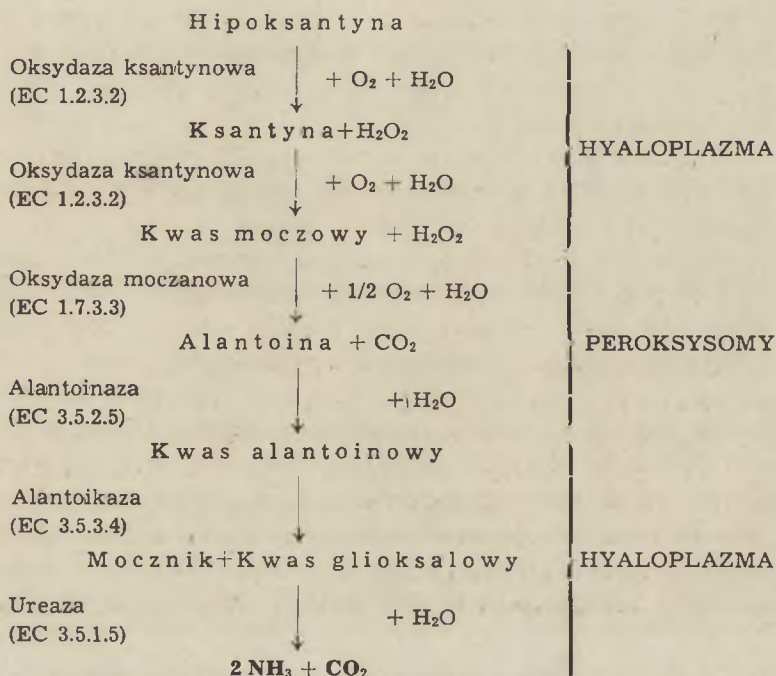 Hipoksantyna
Oksydaza ksantynowa
(EC 1.2.3.2)
+ O₂ + H₂O
Ksantyna+H₂O₂
HYALOPLAZMA
Oksydaza ksantynowa
(EC 1.2.3.2)
+ O₂ + H₂O
Kwas moczowy + H₂O₂
Oksydaza moczanowa
(EC 1.7.3.3)
+ 1/2 O₂ + H₂O
Alantoina + CO₂
PEROKSYSOMY
Alantoinaza
(EC 3.5.2.5)
+ H₂O
Kwas alantoinowy
Alantoikaza
(EC 3.5.3.4)
Mocznik+Kwas glioksalowy
HYALOPLAZMA
Ureaza
(EC 3.5.1.5)
+ H₂O
2 NH₃ + CO₂